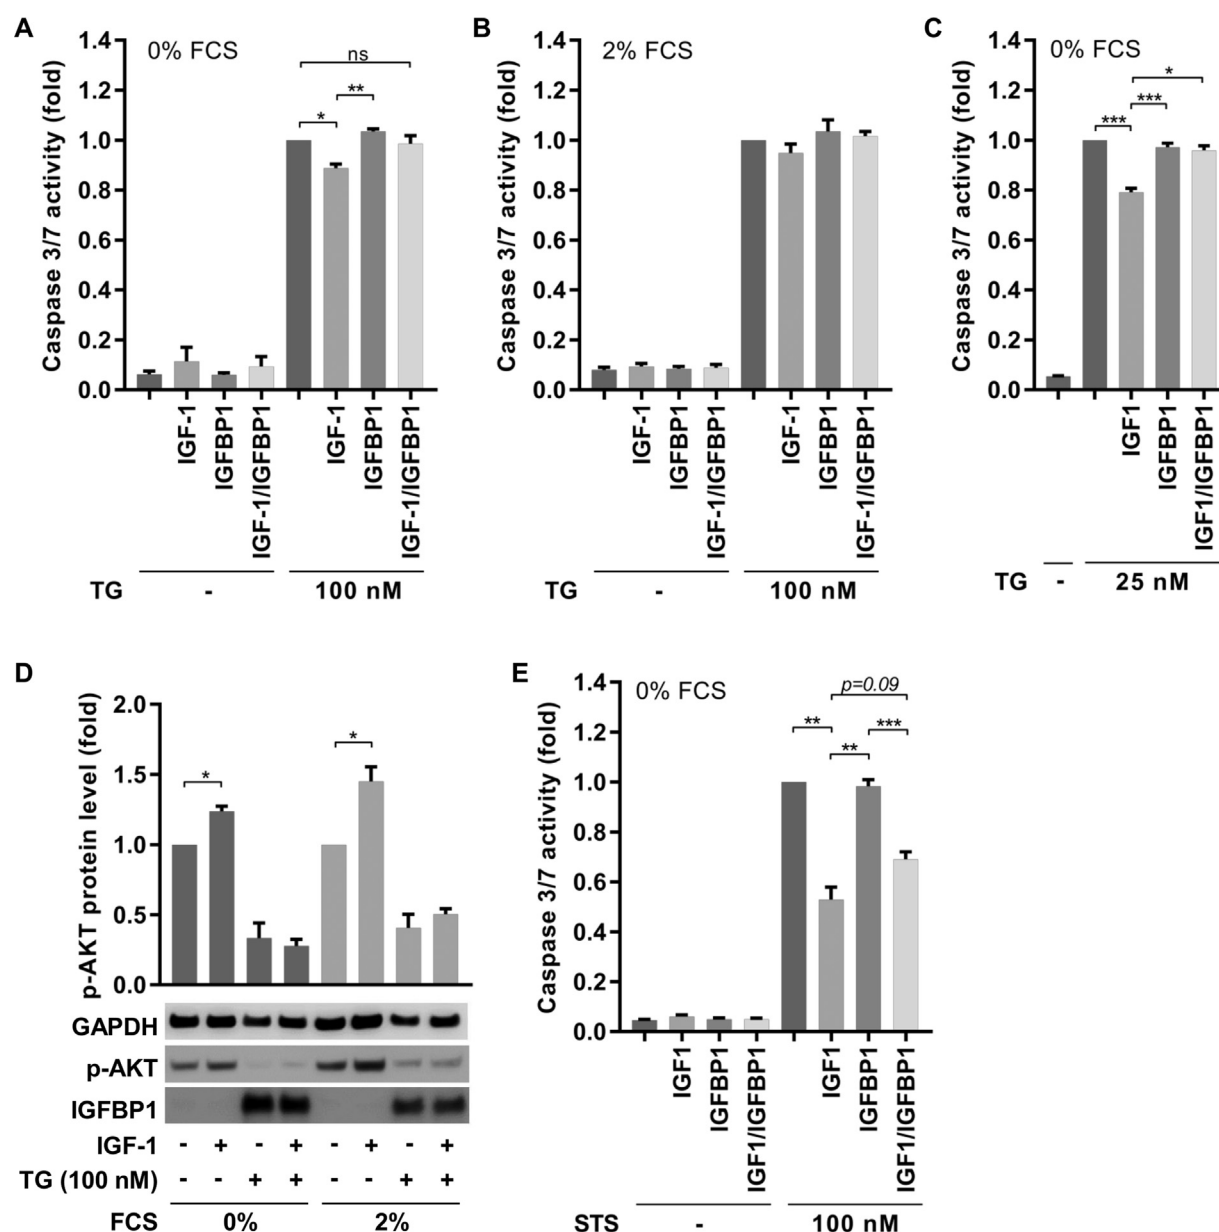 A
0% FCS
Caspase 3/7 activity (fold)
1.4
1.2
1.0
0.8
0.6
0.4
0.2
0.0
ns
*
**
-
IGF-1
IGFBP1
IGF-1/IGFBP1
-
IGF-1
IGFBP1
IGF-1/IGFBP1
TG - 100 nM
B
2% FCS
Caspase 3/7 activity (fold)
1.4
1.2
1.0
0.8
0.6
0.4
0.2
0.0
-
IGF-1
IGFBP1
IGF-1/IGFBP1
-
IGF-1
IGFBP1
IGF-1/IGFBP1
TG - 100 nM
C
0% FCS
Caspase 3/7 activity (fold)
1.4
1.2
1.0
0.8
0.6
0.4
0.2
0.0
*
***
***
-
-
IGF1
IGFBP1
IGF1/IGFBP1
TG - 25 nM
D
p-AKT protein level (fold)
2.0
1.5
1.0
0.5
0.0
*
*
GAPDH
p-AKT
IGFBP1
IGF-1 - + - + - + - +
TG (100 nM) - - + + - - + +
FCS 0% 2%
E
0% FCS
Caspase 3/7 activity (fold)
1.4
1.2
1.0
0.8
0.6
0.4
0.2
0.0
p=0.09
**
***
**
-
IGF1
IGFBP1
IGF1/IGFBP1
-
IGF1
IGFBP1
IGF1/IGFBP1
STS - 100 nM